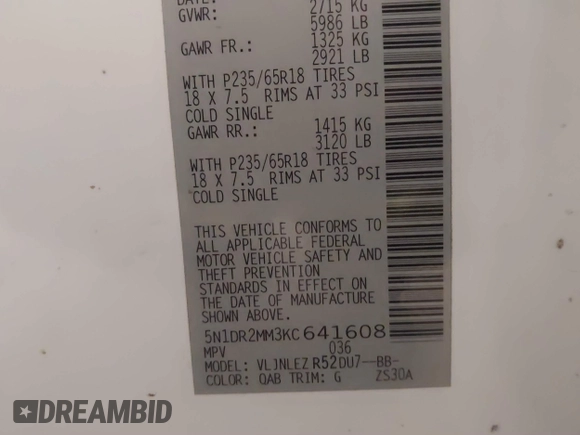 DATE:
GVWR: 2715 KG
5986 LB
GAWR FR.: 1325 KG
2921 LB
WITH P235/65R18 TIRES
18 X 7.5 RIMS AT 33 PSI
COLD SINGLE
GAWR RR.: 1415 KG
3120 LB
WITH P235/65R18 TIRES
18 X 7.5 RIMS AT 33 PSI
COLD SINGLE
THIS VEHICLE CONFORMS TO
ALL APPLICABLE FEDERAL
MOTOR VEHICLE SAFETY AND
THEFT PREVENTION
STANDARDS IN EFFECT ON
THE DATE OF MANUFACTURE
SHOWN ABOVE.
5N1DR2MM3KC641608
MPV 036
MODEL: VLJNLEZ R52DU7--BB-
COLOR: QAB TRIM: G ZS30A
DREAMBID